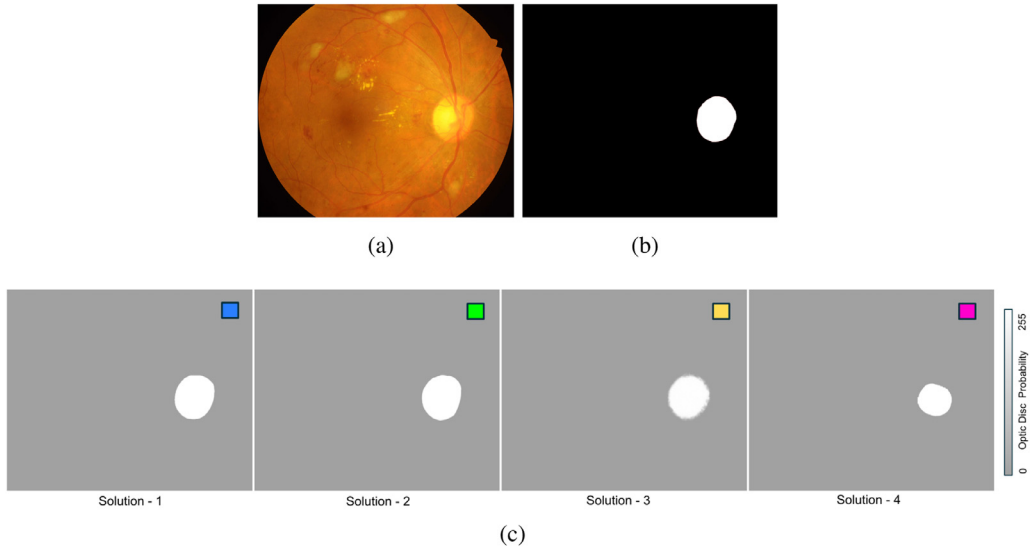 (a)
(b)
0 Optic Disc Probability 255
Solution - 1
Solution - 2
Solution - 3
Solution - 4
(c)